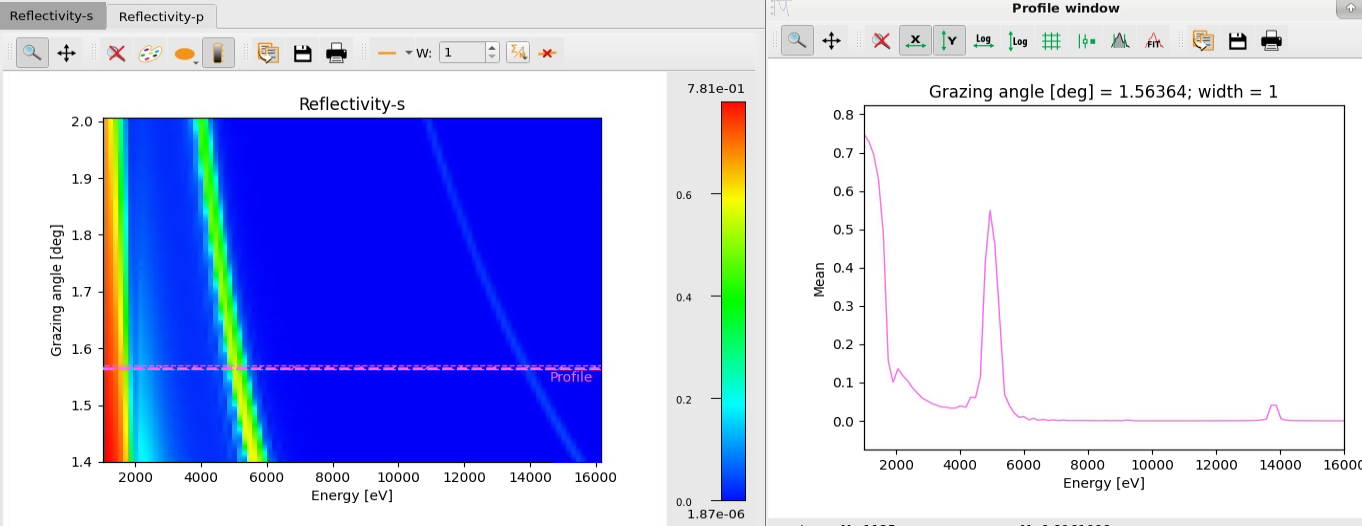 Reflectivity-s
Reflectivity-p
W: 1
Reflectivity-s
2.0
1.9
1.8
1.7
1.6
1.5
1.4
Grazing angle [deg]
Profile
2000 4000 6000 8000 10000 12000 14000 16000
Energy [eV]
7.81e-01
0.6
0.4
0.2
0.0
1.87e-06
Profile window
X Y Log Log FIT
Grazing angle [deg] = 1.56364; width = 1
0.8
0.7
0.6
0.5
0.4
0.3
0.2
0.1
0.0
Mean
2000 4000 6000 8000 10000 12000 14000 1600
Energy [eV]